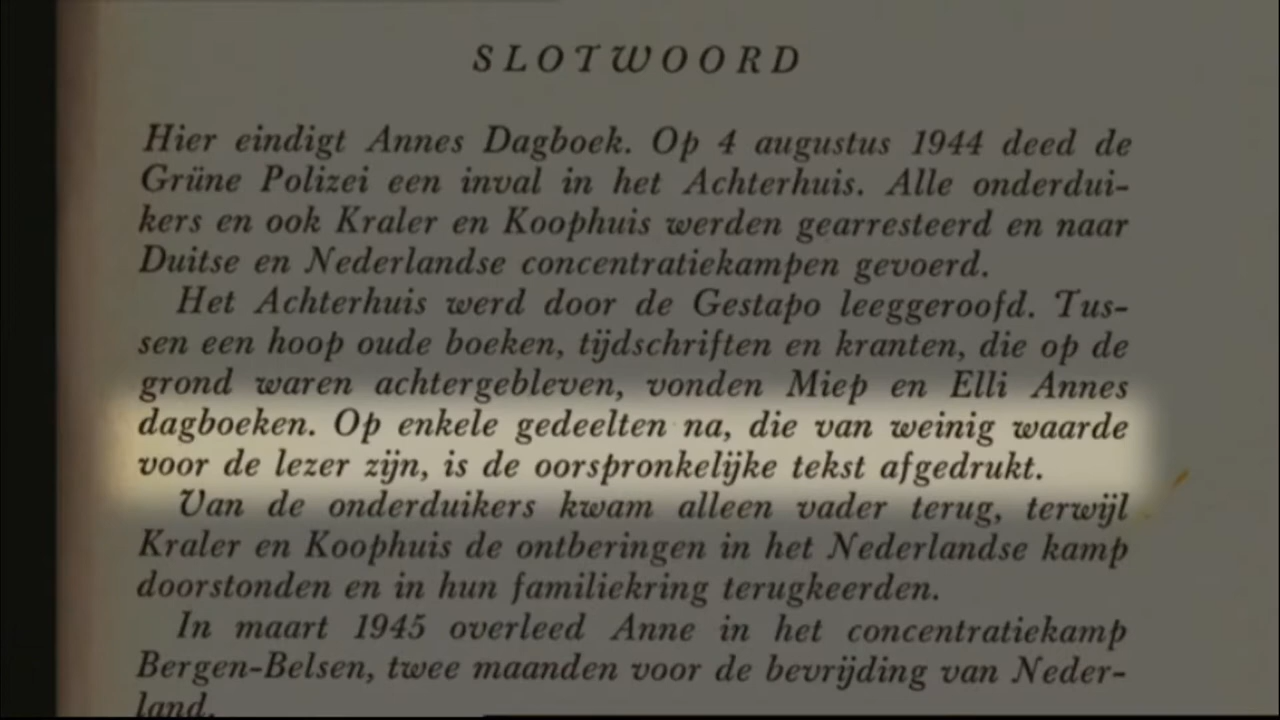 SLOTWOORD
Hier eindigt Annes Dagboek. Op 4 augustus 1944 deed de
Grüne Polizei een inval in het Achterhuis. Alle onderdui-
kers en ook Kraler en Koophuis werden gearresteerd en naar
Duitse en Nederlandse concentratiekampen gevoerd.
Het Achterhuis werd door de Gestapo leeggeroofd. Tus-
sen een hoop oude boeken, tijdschriften en kranten, die op de
grond waren achtergebleven, vonden Miep en Elli Annes
dagboeken. Op enkele gedeelten na, die van weinig waarde
voor de lezer zijn, is de oorspronkelijke tekst afgedrukt.
Van de onderduikers kwam alleen vader terug, terwijl
Kraler en Koophuis de ontberingen in het Nederlandse kamp
doorstonden en in hun familiekring terugkeerden.
In maart 1945 overleed Anne in het concentratiekamp
Bergen-Belsen, twee maanden voor de bevrijding van Neder-
land.